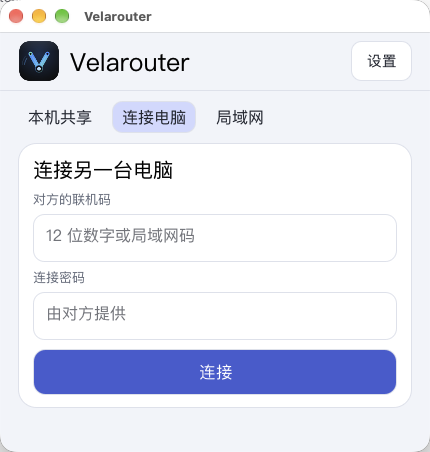 Velarouter
Velarouter
设置
本机共享
连接电脑
局域网
连接另一台电脑
对方的联机码
12 位数字或局域网码
连接密码
由对方提供
连接